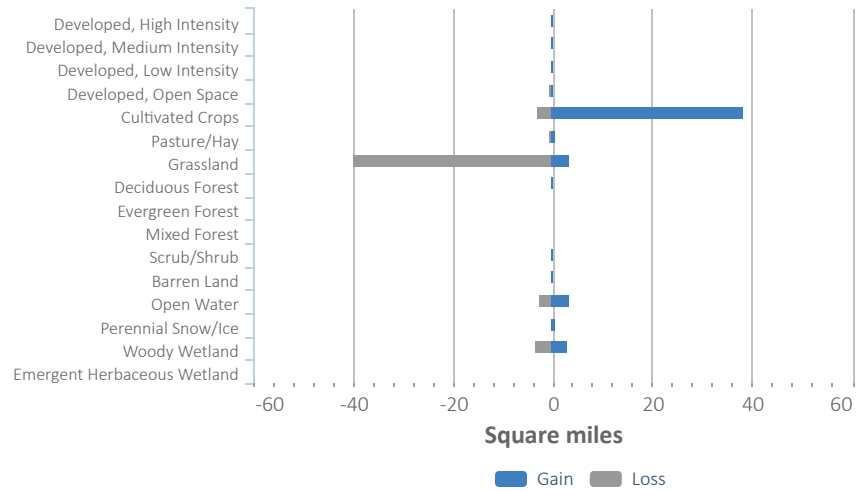 Developed, High Intensity
Developed, Medium Intensity
Developed, Low Intensity
Developed, Open Space
Cultivated Crops
Pasture/Hay
Grassland
Deciduous Forest
Evergreen Forest
Mixed Forest
Scrub/Shrub
Barren Land
Open Water
Perennial Snow/Ice
Woody Wetland
Emergent Herbaceous Wetland
-60 -40 -20 0 20 40 60
Square miles
Gain Loss